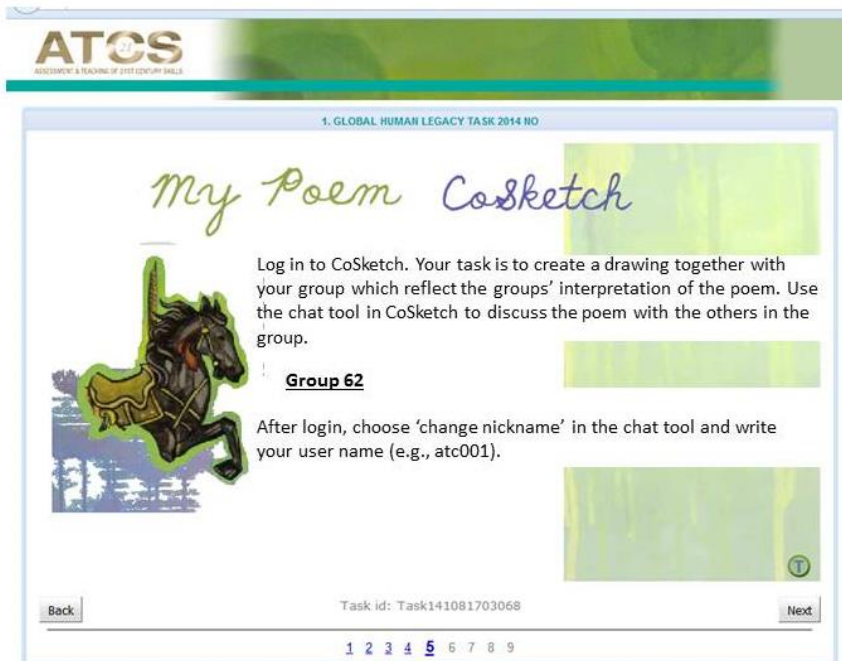 ATCS
21
ASSESSMENT & TEACHING OF 21ST CENTURY SKILLS
1. GLOBAL HUMAN LEGACY TASK 2014 NO
My Poem CoSketch
Log in to CoSketch. Your task is to create a drawing together with
your group which reflect the groups’ interpretation of the poem. Use
the chat tool in CoSketch to discuss the poem with the others in the
group.
Group 62
After login, choose ‘change nickname’ in the chat tool and write
your user name (e.g., atc001).
T
Back
Task id: Task141081703068
Next
1 2 3 4 5 6 7 8 9